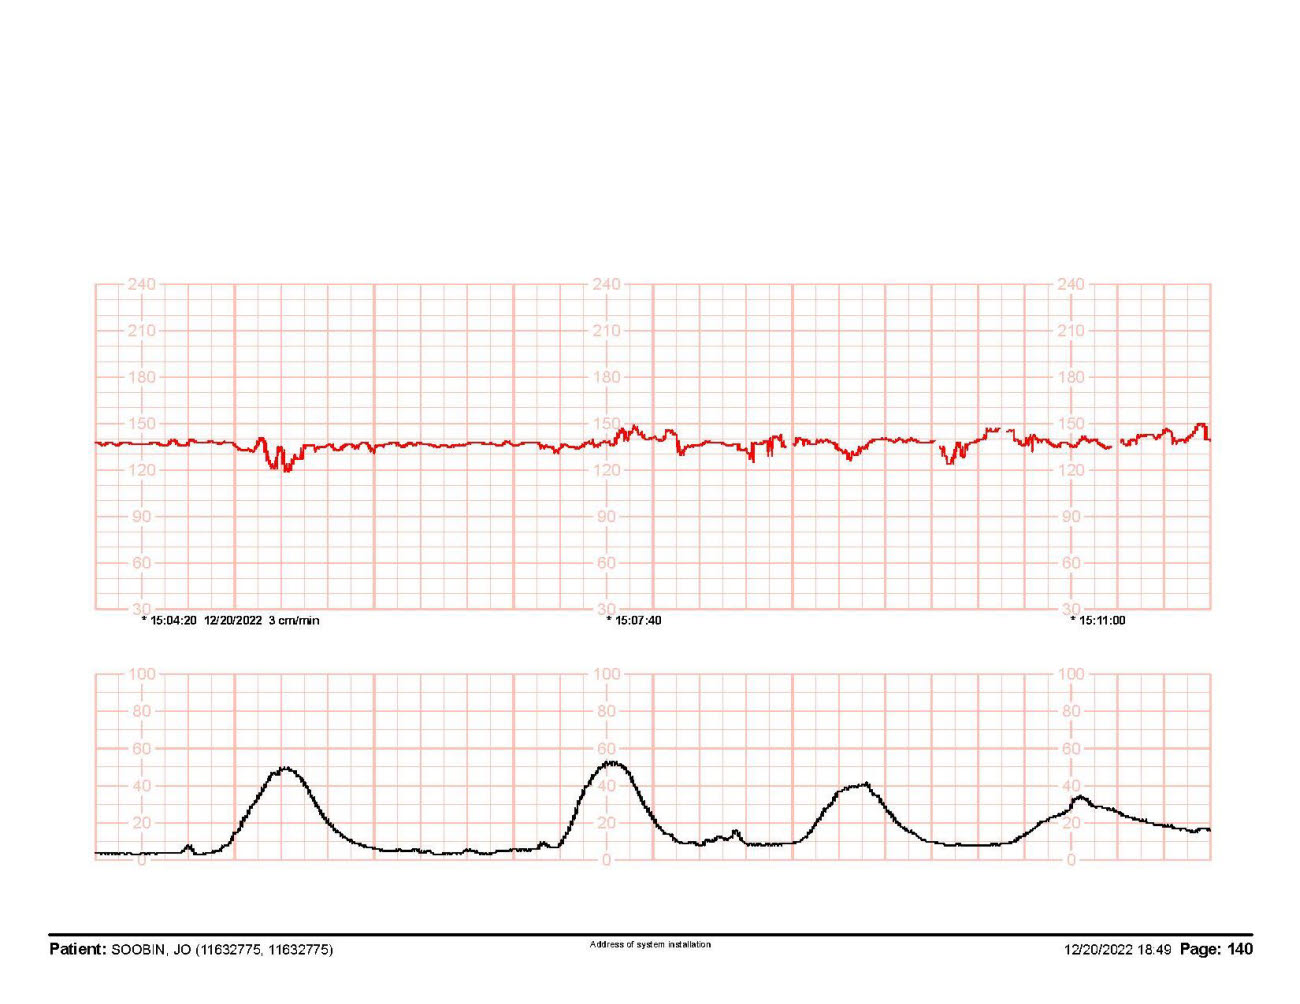 240 240 240
210 210 210
180 180 180
150 150 150
120 120 120
90 90 90
60 60 60
30 30 30
* 15:04:20 12/20/2022 3 cm/min * 15:07:40 * 15:11:00
100 100 100
80 80 80
60 60 60
40 40 40
20 20 20
0 0 0
Patient: SOOBIN, JO (11632775, 11632775) Address of system installation 12/20/2022 18:49 Page: 140